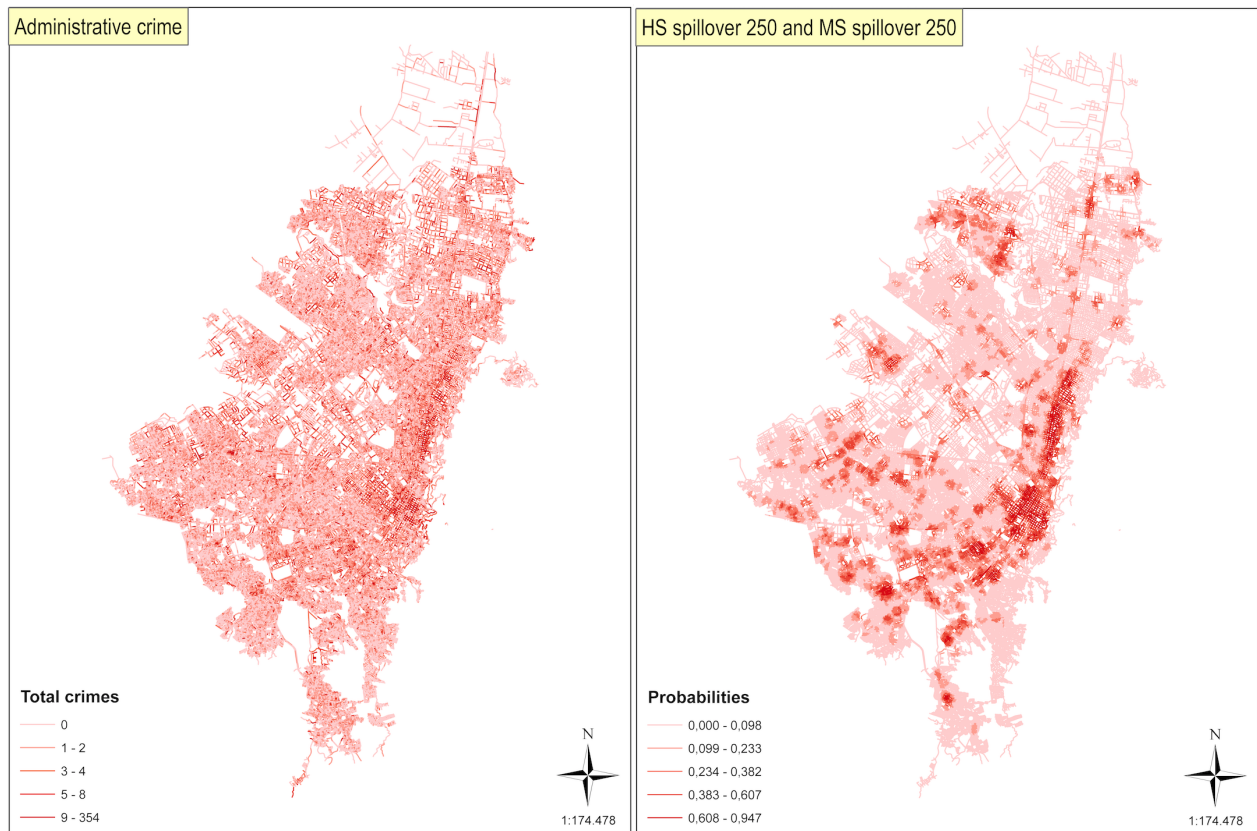 Administrative crime
Total crimes
0
1 - 2
3 - 4
5 - 8
9 - 354
N
1:174.478
HS spillover 250 and MS spillover 250
Probabilities
0,000 - 0,098
0,099 - 0,233
0,234 - 0,382
0,383 - 0,607
0,608 - 0,947
N
1:174.478